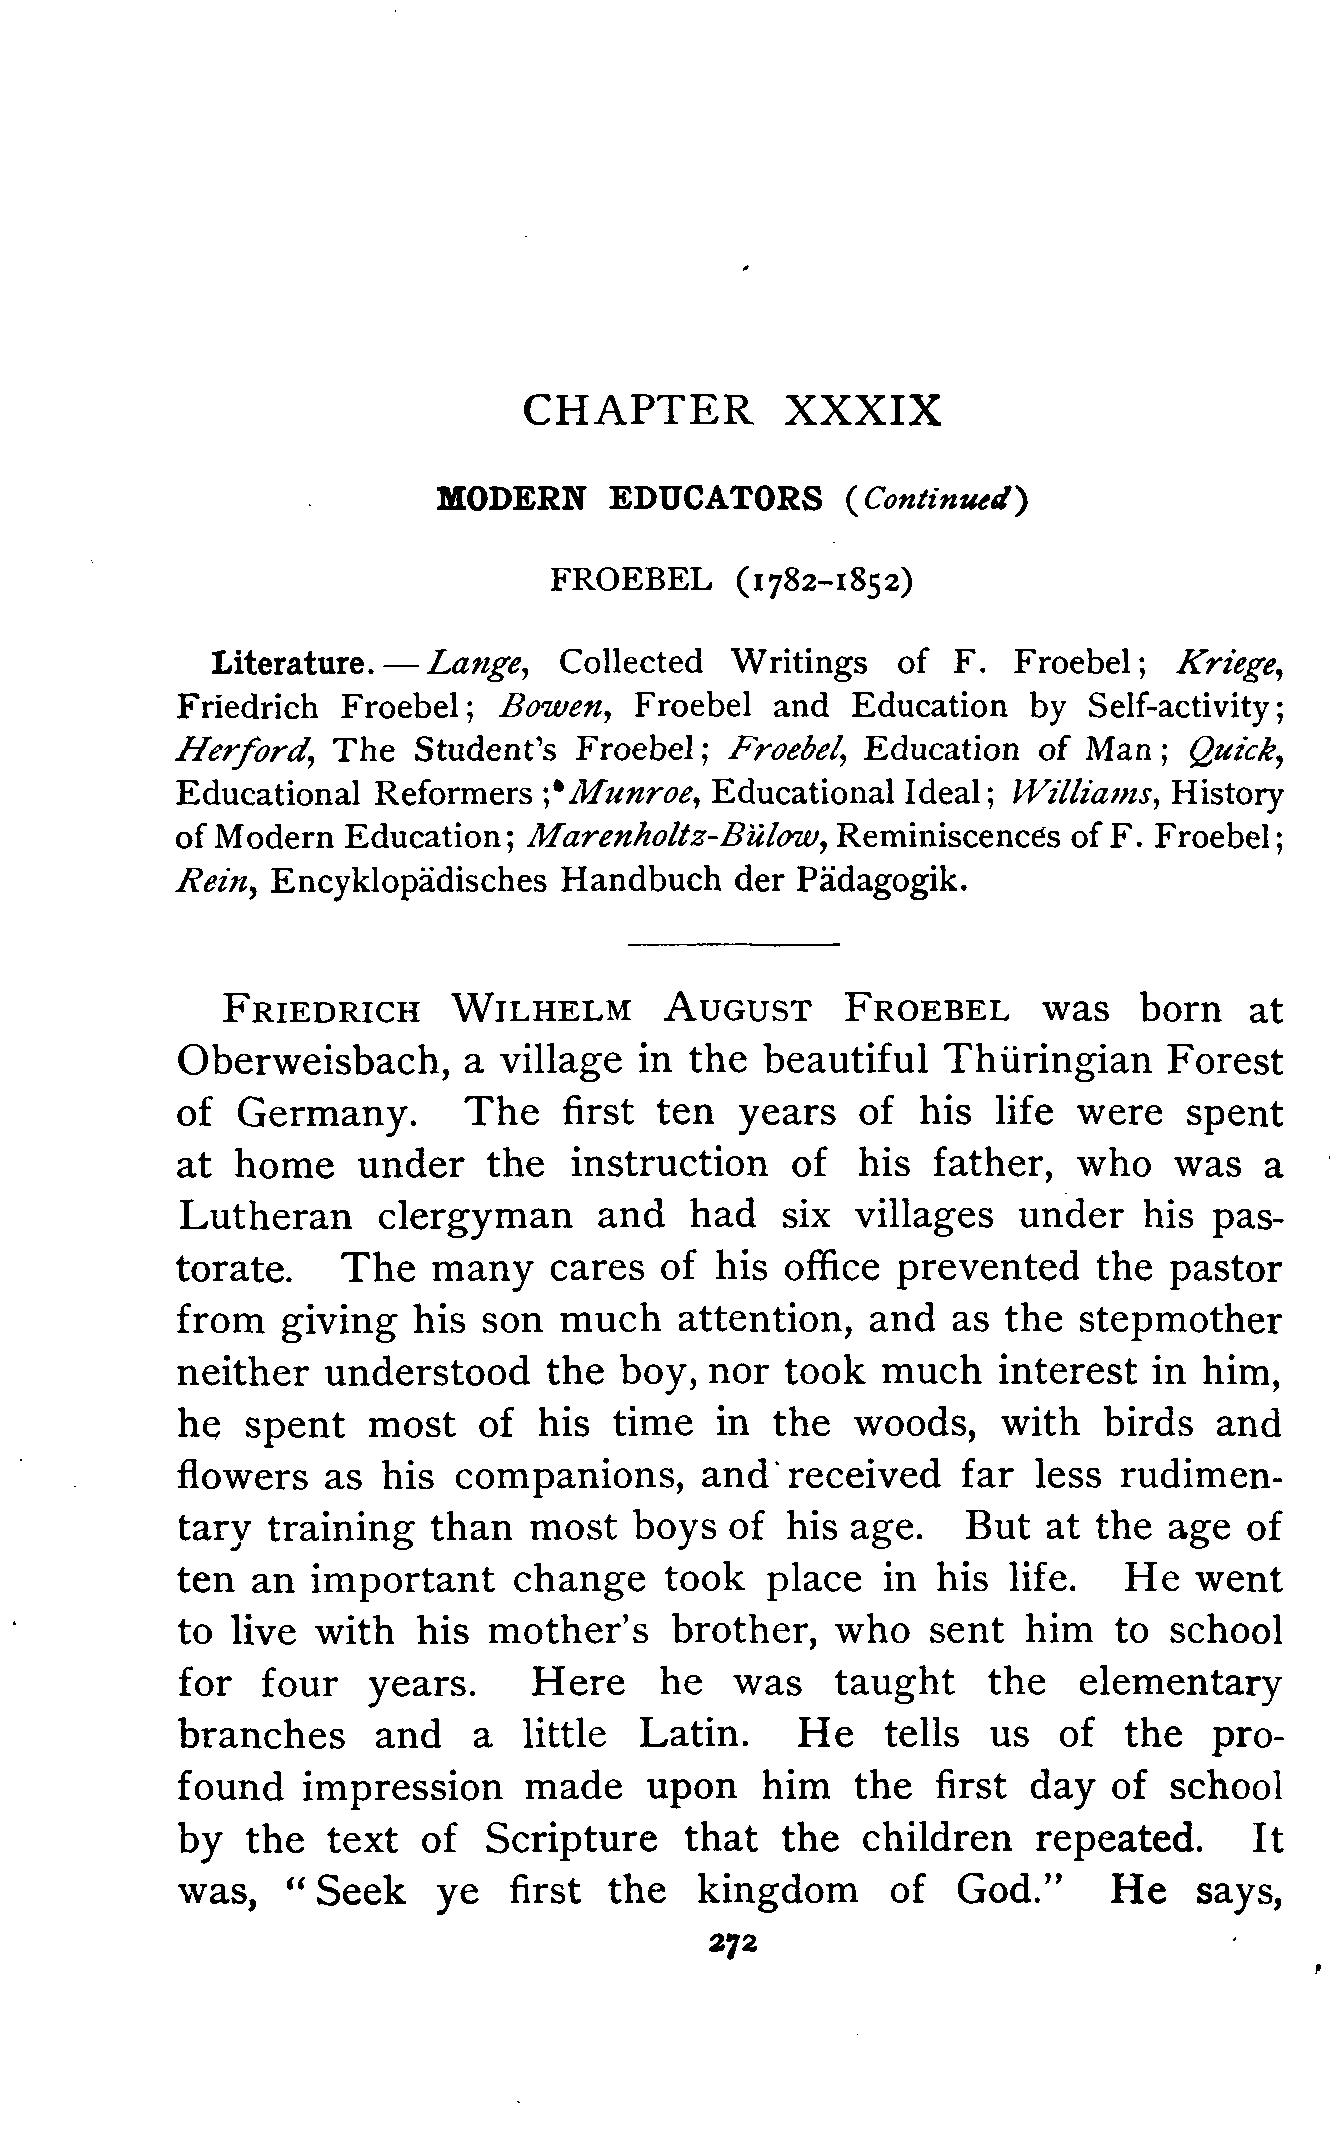 CHAPTER XXXIX
MODERN EDUCATORS (Continued)
FROEBEL (1782–1852)
Literature. — Lange, Collected Writings of F. Froebel; Kriege,
Friedrich Froebel; Bowen, Froebel and Education by Self-activity;
Herford, The Student's Froebel; Froebel, Education of Man; Quick,
Educational Reformers; Munroe, Educational Ideal; Williams, History
of Modern Education; Marenholtz-Bülow, Reminiscences of F. Froebel;
Rein, Encyklopädisches Handbuch der Pädagogik.
FRIEDRICH WILHELM AUGUST FROEBEL was born at
Oberweisbach, a village in the beautiful Thüringian Forest
of Germany. The first ten years of his life were spent
at home under the instruction of his father, who was a
Lutheran clergyman and had six villages under his pas-
torate. The many cares of his office prevented the pastor
from giving his son much attention, and as the stepmother
neither understood the boy, nor took much interest in him,
he spent most of his time in the woods, with birds and
flowers as his companions, and received far less rudimen-
tary training than most boys of his age. But at the age of
ten an important change took place in his life. He went
to live with his mother's brother, who sent him to school
for four years. Here he was taught the elementary
branches and a little Latin. He tells us of the pro-
found impression made upon him the first day of school
by the text of Scripture that the children repeated. It
was, "Seek ye first the kingdom of God." He says,
272